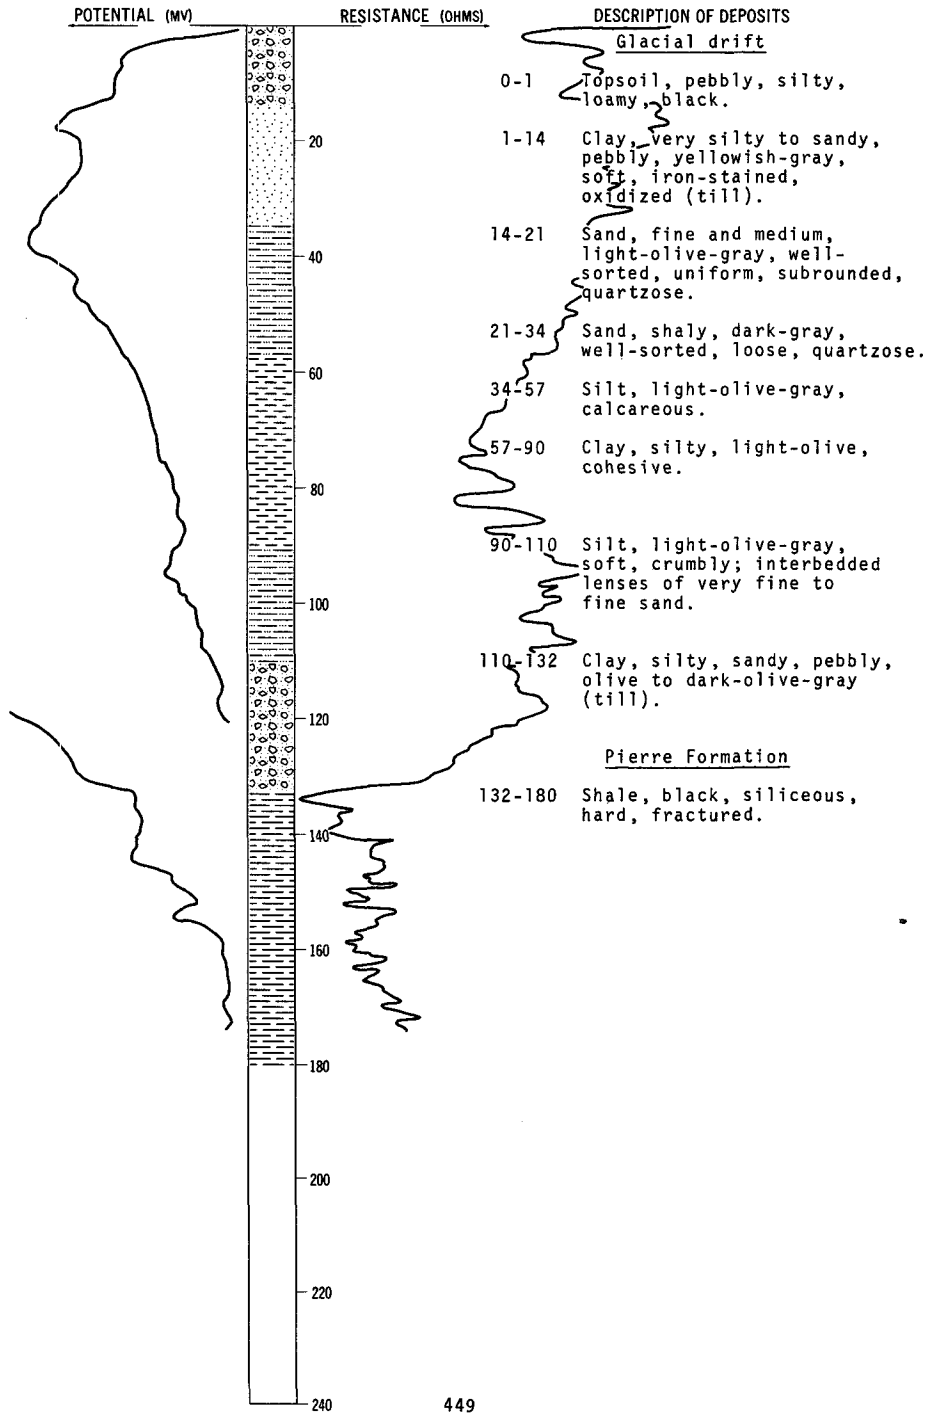 POTENTIAL (MV) RESISTANCE (OHMS) DESCRIPTION OF DEPOSITS
Glacial drift
0-1 Topsoil, pebbly, silty,
loamy, black.
1-14 Clay, very silty to sandy,
pebbly, yellowish-gray,
soft, iron-stained,
oxidized (till).
14-21 Sand, fine and medium,
light-olive-gray, well-
sorted, uniform, subrounded,
quartzose.
21-34 Sand, shaly, dark-gray,
well-sorted, loose, quartzose.
34-57 Silt, light-olive-gray,
calcareous.
57-90 Clay, silty, light-olive,
cohesive.
90-110 Silt, light-olive-gray,
soft, crumbly; interbedded
lenses of very fine to
fine sand.
110-132 Clay, silty, sandy, pebbly,
olive to dark-olive-gray
(till).
Pierre Formation
132-180 Shale, black, siliceous,
hard, fractured.
20
40
60
80
100
120
140
160
180
200
220
240
449